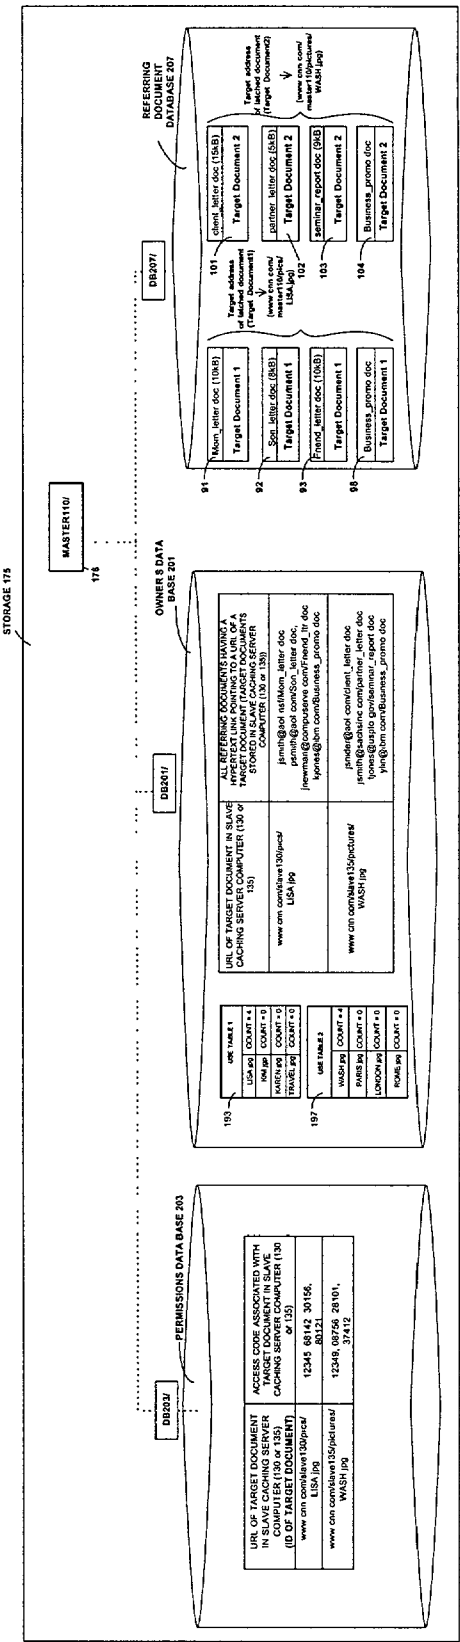 STORAGE 175
MASTER110/
176
DB203/
DB201/
DB207/
PERMISSIONS DATA BASE 203
URL OF TARGET DOCUMENT
IN SLAVE CACHING SERVER
COMPUTER (130 or 135)
(ID OF TARGET DOCUMENT)
ACCESS CODE ASSOCIATED WITH
TARGET DOCUMENT IN SLAVE
CACHING SERVER COMPUTER (130
or 135)
www cnn com/slave130/pics/
LISA jpg
12345 68142 30156,
80121
www cnn com/slave135/pictures/
WASH jpg
12349, 08756 28101,
37412
OWNER S DATA
BASE 201
193
USE TABLE 1
LISA jpg COUNT = 4
KIM jpg COUNT = 0
KAREN jpg COUNT = 0
TRAVEL jpg COUNT = 0
197
USE TABLE 2
WASH jpg COUNT = 4
PARIS jpg COUNT = 0
LONDON jpg COUNT = 0
ROME jpg COUNT = 0
URL OF TARGET DOCUMENT IN SLAVE
CACHING SERVER COMPUTER (130 or
135)
ALL REFERRING DOCUMENTS HAVING A
HYPERTEXT LINK POINTING TO A URL OF A
TARGET DOCUMENT (TARGET DOCUMENTS
STORED IN SLAVE CACHING SERVER
COMPUTER (130 or 135))
www cnn com/slave130/pics/
LISA jpg
jsmith@aol nsf/Mom_letter doc
psmith@aol com/Son_letter doc,
jnewman@compuserve com/Friend_ltr doc
kjones@ibm com/Business_promo doc
www cnn com/slave135/pictures/
WASH jpg
jsnider@aol com/client_letter doc
jsmith@sachsinc com/partner_letter doc
tjones@uspto gov/seminar_report doc
ylin@ibm com/Business_promo doc
REFERRING
DOCUMENT
DATABASE 207
91
Mom_letter doc (10kB)
Target Document 1
92
Son_letter doc (8kB)
Target Document 1
93
Friend_letter doc (10kB)
Target Document 1
98
Business_promo doc
Target Document 1
Target address
of latched document
(Target Document1)
(www cnn com/
master110/pics/
LISA jpg)
101
client_letter doc (15kB)
Target Document 2
102
partner_letter doc (5kB)
Target Document 2
103
seminar_report doc (9kB)
Target Document 2
104
Business_promo doc
Target Document 2
Target address
of latched document
(Target Document2)
(www cnn com/
master110/pictures/
WASH jpg)